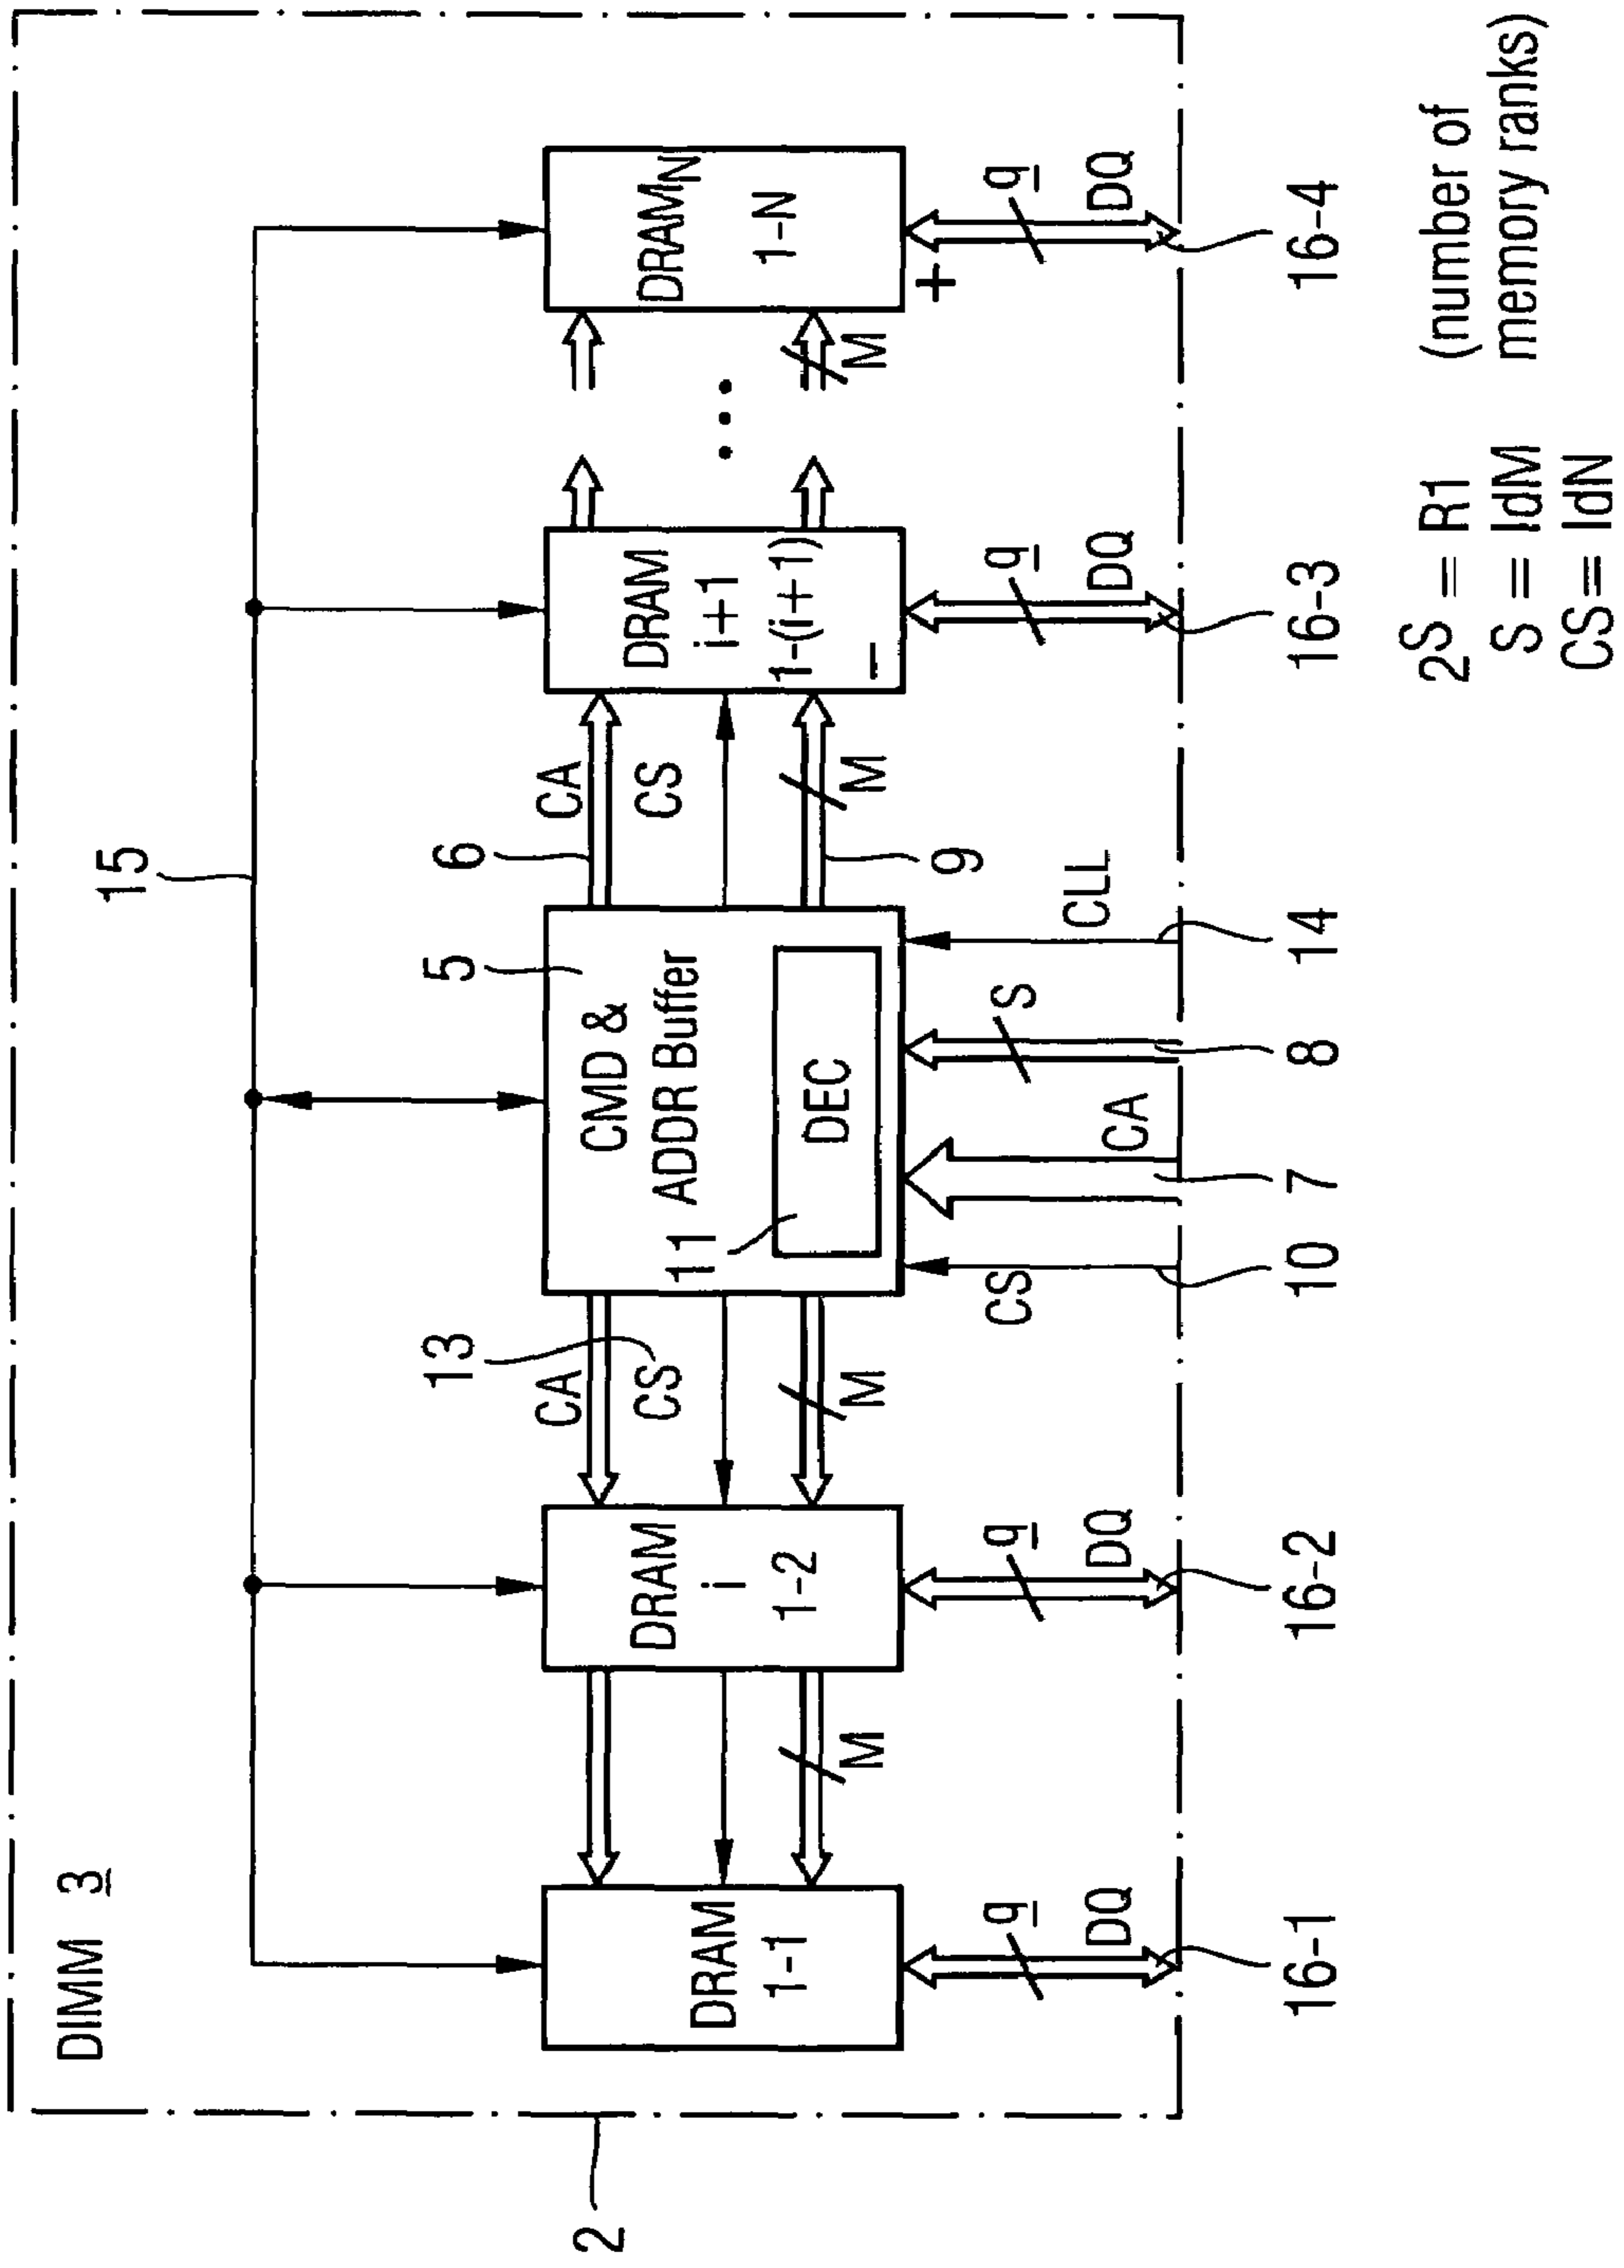 DIMM 3
2
15
DRAM
1-1
M
DRAM
i
1-2
CA
13
CS
M
5
CMD &
ADDR Buffer
11
DEC
6
CA
CS
M
9
DRAM
i+1
1-(i+1)
DRAMN
1-N
M
+
q
DQ
q
DQ
CS
CA
S
CLL
q
DQ
q
DQ
16-1
16-2
10
7
8
14
16-3
16-4
2S = R1 (number of
memory ranks)
S = ldM
CS = ldN